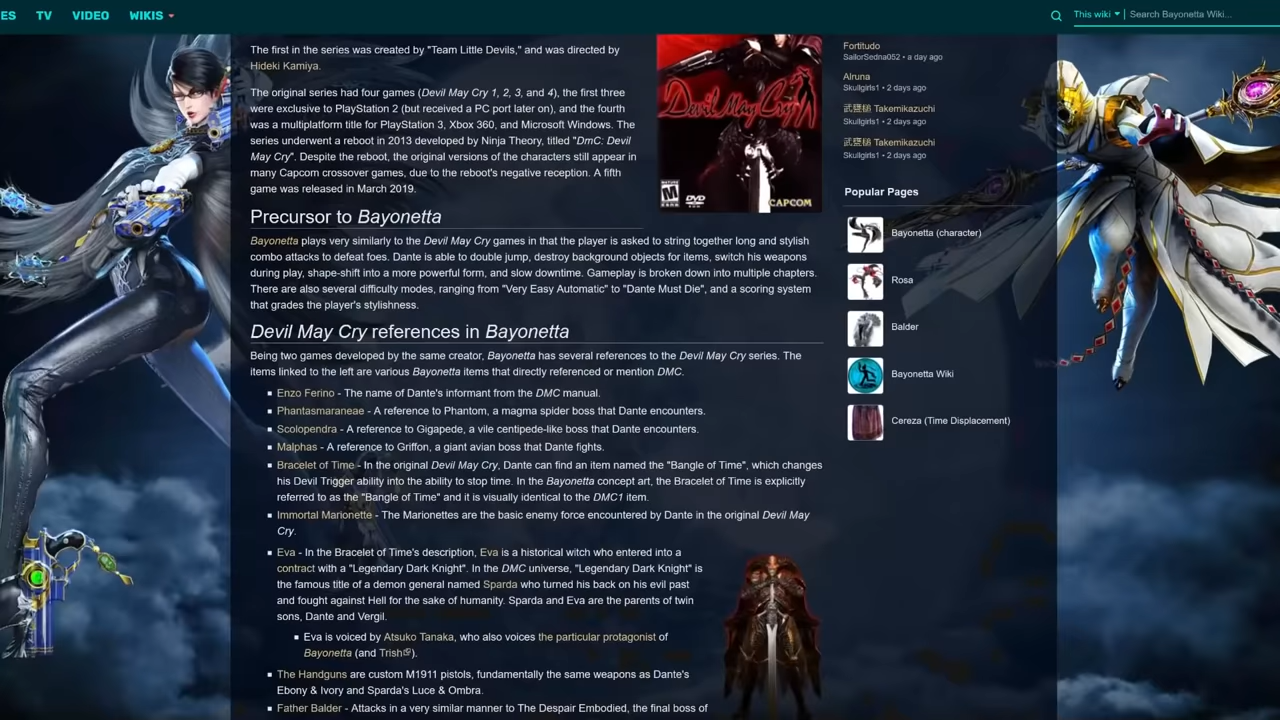 ES TV VIDEO WIKIS
This wiki Search Bayonetta Wiki...
The first in the series was created by "Team Little Devils," and was directed by
Hideki Kamiya.
The original series had four games (Devil May Cry 1, 2, 3, and 4), the first three
were exclusive to PlayStation 2 (but received a PC port later on), and the fourth
was a multiplatform title for PlayStation 3, Xbox 360, and Microsoft Windows. The
series underwent a reboot in 2013 developed by Ninja Theory, titled "DmC: Devil
May Cry". Despite the reboot, the original versions of the characters still appear in
many Capcom crossover games, due to the reboot's negative reception. A fifth
game was released in March 2019.
Devil May Cry
DVD
CAPCOM
Precursor to Bayonetta
Bayonetta plays very similarly to the Devil May Cry games in that the player is asked to string together long and stylish
combo attacks to defeat foes. Dante is able to double jump, destroy background objects for items, switch his weapons
during play, shape-shift into a more powerful form, and slow downtime. Gameplay is broken down into multiple chapters.
There are also several difficulty modes, ranging from "Very Easy Automatic" to "Dante Must Die", and a scoring system
that grades the player's stylishness.
Devil May Cry references in Bayonetta
Being two games developed by the same creator, Bayonetta has several references to the Devil May Cry series. The
items linked to the left are various Bayonetta items that directly referenced or mention DMC.
Enzo Ferino - The name of Dante's informant from the DMC manual.
Phantasmaraneae - A reference to Phantom, a magma spider boss that Dante encounters.
Scolopendra - A reference to Gigapede, a vile centipede-like boss that Dante encounters.
Malphas - A reference to Griffon, a giant avian boss that Dante fights.
Bracelet of Time - In the original Devil May Cry, Dante can find an item named the "Bangle of Time", which changes
his Devil Trigger ability into the ability to stop time. In the Bayonetta concept art, the Bracelet of Time is explicitly
referred to as the "Bangle of Time" and it is visually identical to the DMC1 item.
Immortal Marionette - The Marionettes are the basic enemy force encountered by Dante in the original Devil May
Cry.
Eva - In the Bracelet of Time's description, Eva is a historical witch who entered into a
contract with a "Legendary Dark Knight". In the DMC universe, "Legendary Dark Knight" is
the famous title of a demon general named Sparda who turned his back on his evil past
and fought against Hell for the sake of humanity. Sparda and Eva are the parents of twin
sons, Dante and Vergil.
Eva is voiced by Atsuko Tanaka, who also voices the particular protagonist of
Bayonetta (and Trish).
The Handguns are custom M1911 pistols, fundamentally the same weapons as Dante's
Ebony & Ivory and Sparda's Luce & Ombra.
Father Balder - Attacks in a very similar manner to The Despair Embodied, the final boss of
Fortitudo
SailorSedna052 • a day ago
Alruna
Skullgirls1 • 2 days ago
武甕槌 Takemikazuchi
Skullgirls1 • 2 days ago
武甕槌 Takemikazuchi
Skullgirls1 • 2 days ago
Popular Pages
Bayonetta (character)
Rosa
Balder
Bayonetta Wiki
Cereza (Time Displacement)